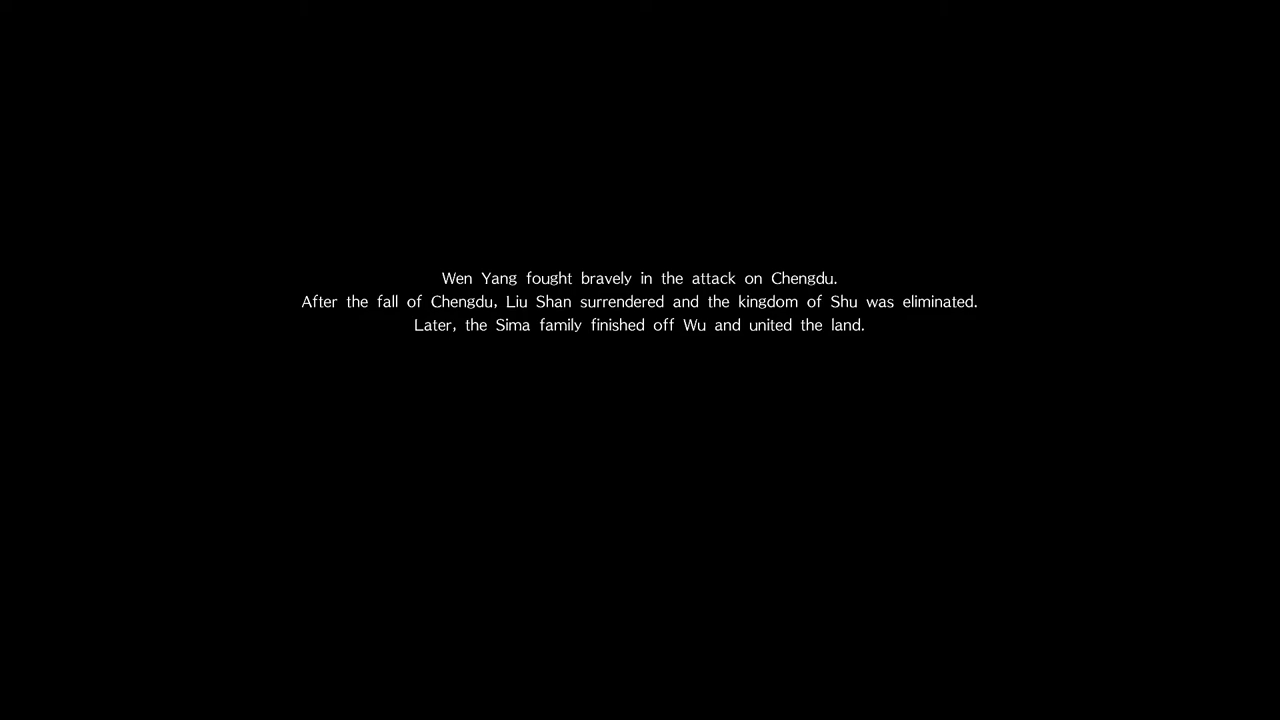 Wen Yang fought bravely in the attack on Chengdu.
After the fall of Chengdu, Liu Shan surrendered and the kingdom of Shu was eliminated.
Later, the Sima family finished off Wu and united the land.